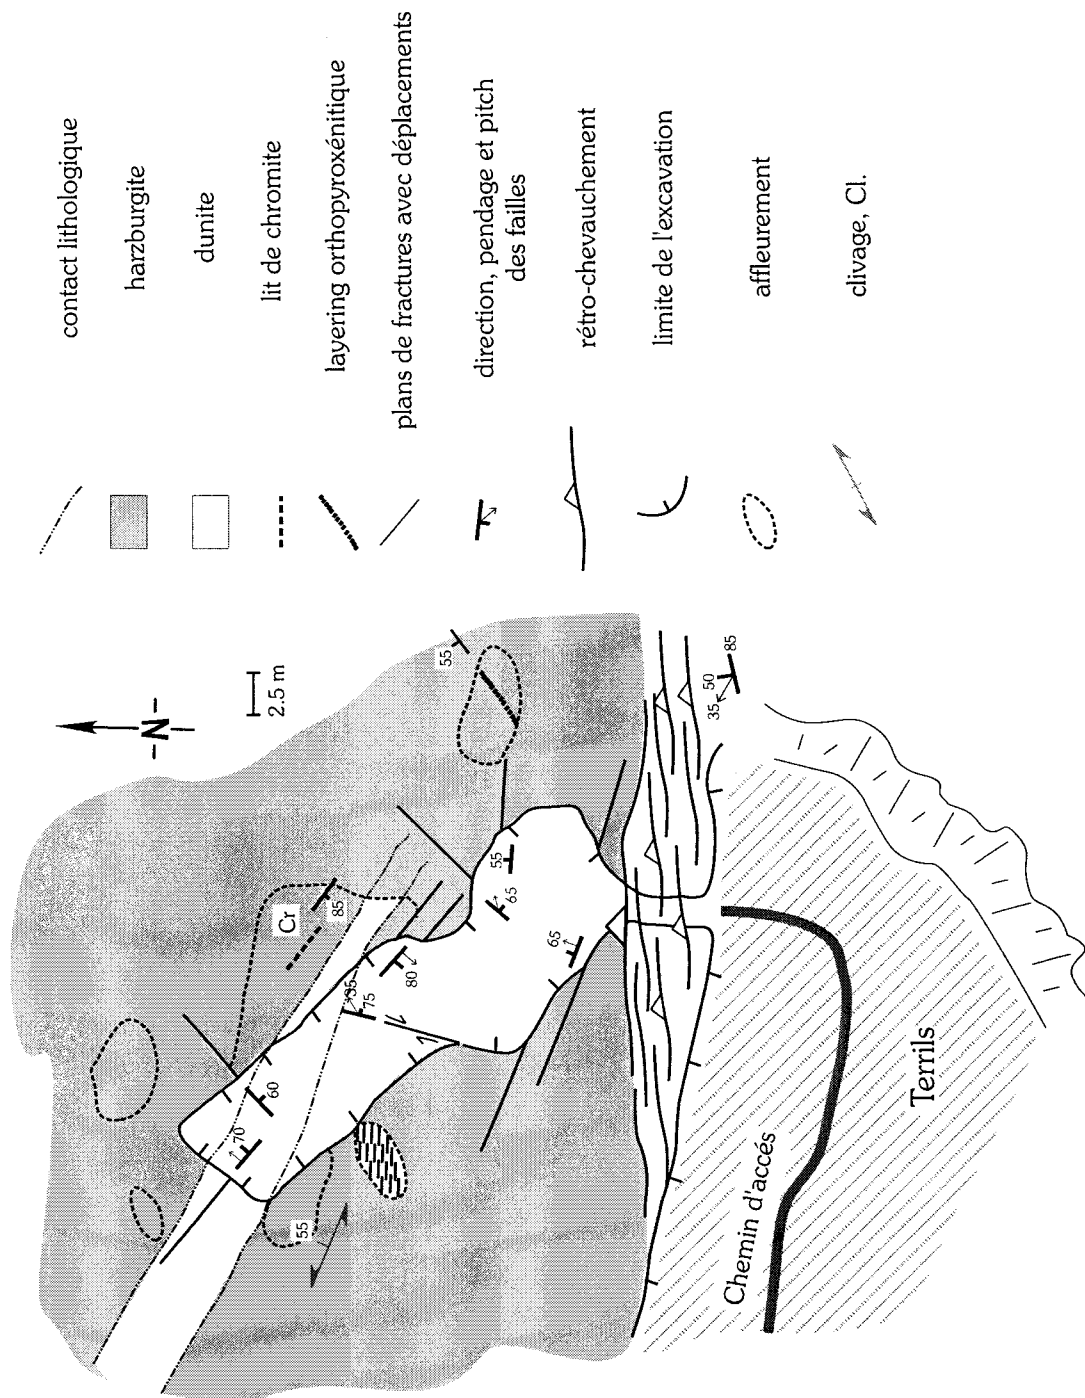 contact lithologique
harzburgite
dunite
lit de chromite
layering orthopyroxénitique
plans de fractures avec déplacements
direction, pendage et pitch
des failles
rétro-chevauchement
limite de l'excavation
affleurement
clivage, Cl.
N
2.5 m
55
Cr
85
35
75
80
55
65
65
60
70
55
35
50
85
Chemin d'accés
Terrils